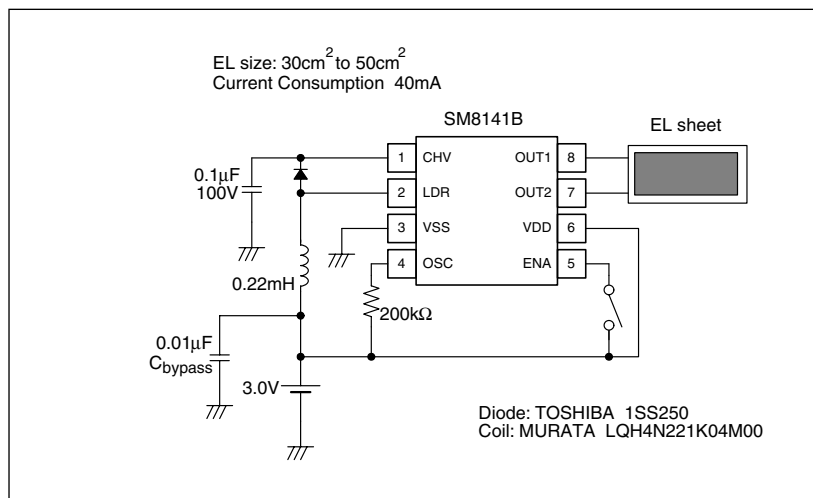 EL size: 30cm² to 50cm²
Current Consumption 40mA
SM8141B
EL sheet
1 CHV OUT1 8
0.1μF
100V
2 LDR OUT2 7
3 VSS VDD 6
4 OSC ENA 5
0.22mH
200kΩ
0.01μF
Cbypass
3.0V
Diode: TOSHIBA 1SS250
Coil: MURATA LQH4N221K04M00